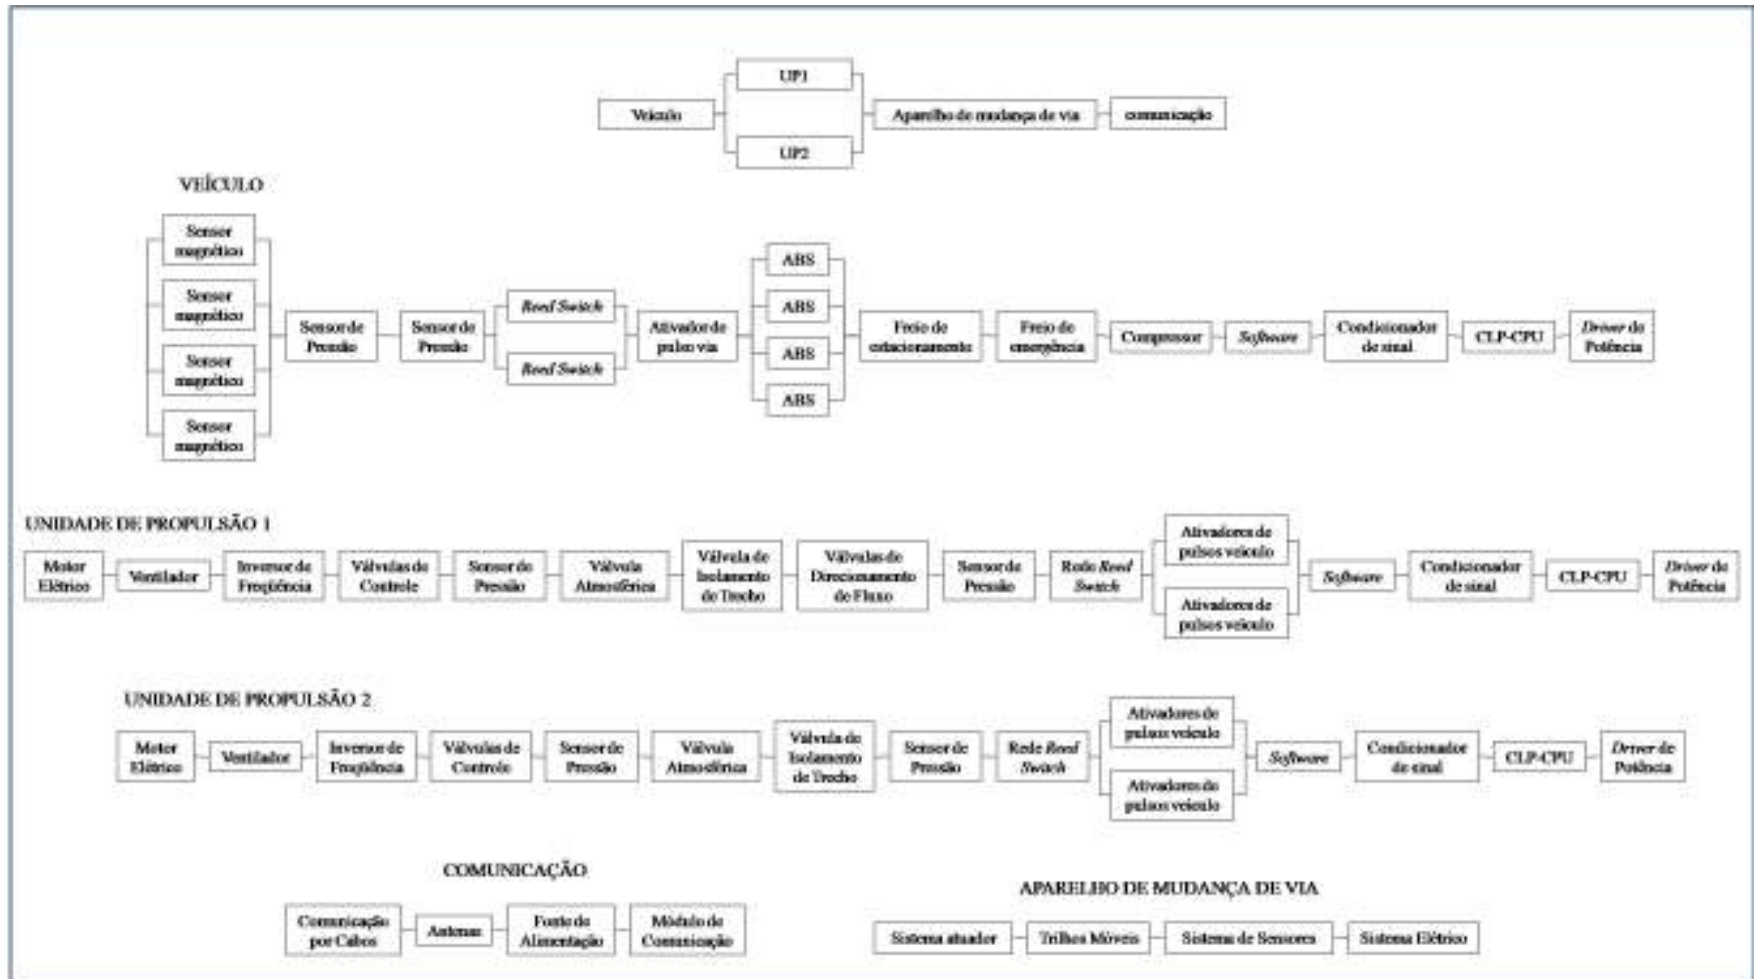 UP1
Veículo
Aparelho de mudança de via
comunicação
UP2
VEÍCULO
Sensor
magnético
Sensor
magnético
Sensor
magnético
Sensor
magnético
Sensor de
Pressão
Sensor de
Pressão
Reed Switch
Reed Switch
Ativador de
pulso via
ABS
ABS
ABS
ABS
Freio de
estacionamento
Freio de
emergência
Compressor
Software
Condicionador
de sinal
CLP-CPU
Driver de
Potência
UNIDADE DE PROPULSÃO 1
Motor
Elétrico
Ventilador
Inversor de
Freqüência
Válvulas de
Controle
Sensor de
Pressão
Válvula
Atmosférica
Válvula de
Isolamento
de Trecho
Válvulas de
Direcionamento
de Fluxo
Sensor de
Pressão
Rede Reed
Switch
Ativadores de
pulsos veículo
Ativadores de
pulsos veículo
Software
Condicionador
de sinal
CLP-CPU
Driver de
Potência
UNIDADE DE PROPULSÃO 2
Motor
Elétrico
Ventilador
Inversor de
Freqüência
Válvulas de
Controle
Sensor de
Pressão
Válvula
Atmosférica
Válvula de
Isolamento
de Trecho
Sensor de
Pressão
Rede Reed
Switch
Ativadores de
pulsos veículo
Ativadores de
pulsos veículo
Software
Condicionador
de sinal
CLP-CPU
Driver de
Potência
COMUNICAÇÃO
Comunicação
por Cabos
Antenas
Fonte de
Alimentação
Módulo de
Comunicação
APARELHO DE MUDANÇA DE VIA
Sistema atuador
Trilhos Móveis
Sistema de Sensores
Sistema Elétrico